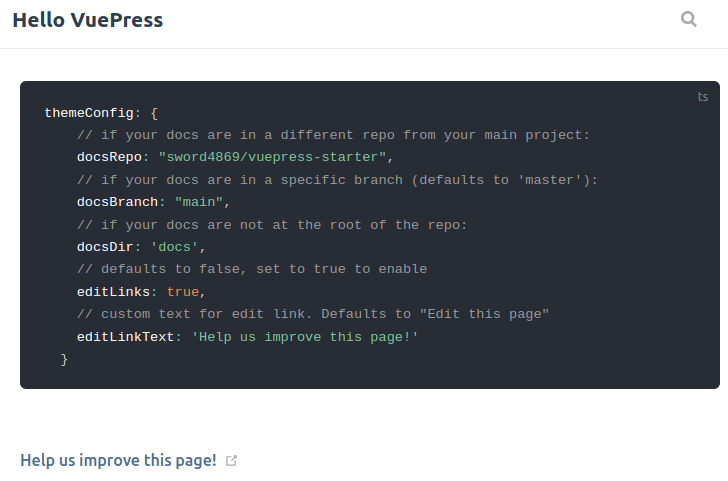 Hello VuePress
ts
themeConfig: {
// if your docs are in a different repo from your main project:
docsRepo: "sword4869/vuepress-starter",
// if your docs are in a specific branch (defaults to 'master'):
docsBranch: "main",
// if your docs are not at the root of the repo:
docsDir: 'docs',
// defaults to false, set to true to enable
editLinks: true,
// custom text for edit link. Defaults to "Edit this page"
editLinkText: 'Help us improve this page!'
}
Help us improve this page!